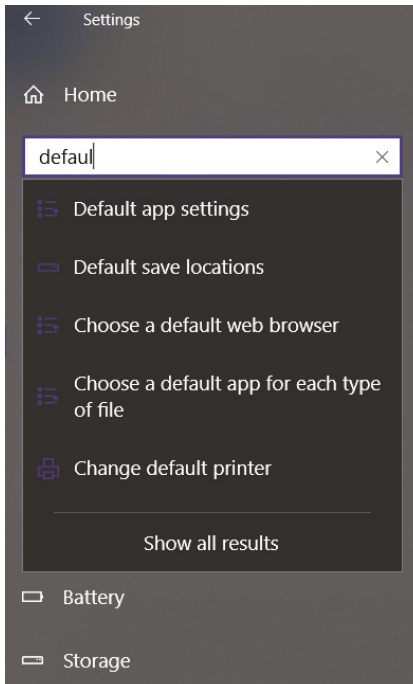 Settings
Home
defaul
Default app settings
Default save locations
Choose a default web browser
Choose a default app for each type
of file
Change default printer
Show all results
Battery
Storage